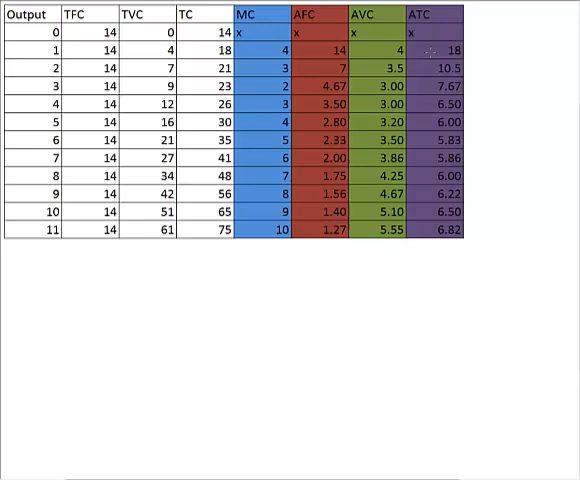 Output TFC TVC TC MC AFC AVC ATC
0 14 0 14 x x x x
1 14 4 18 4 14 4 18
2 14 7 21 3 7 3.5 10.5
3 14 9 23 2 4.67 3.00 7.67
4 14 12 26 3 3.50 3.00 6.50
5 14 16 30 4 2.80 3.20 6.00
6 14 21 35 5 2.33 3.50 5.83
7 14 27 41 6 2.00 3.86 5.86
8 14 34 48 7 1.75 4.25 6.00
9 14 42 56 8 1.56 4.67 6.22
10 14 51 65 9 1.40 5.10 6.50
11 14 61 75 10 1.27 5.55 6.82